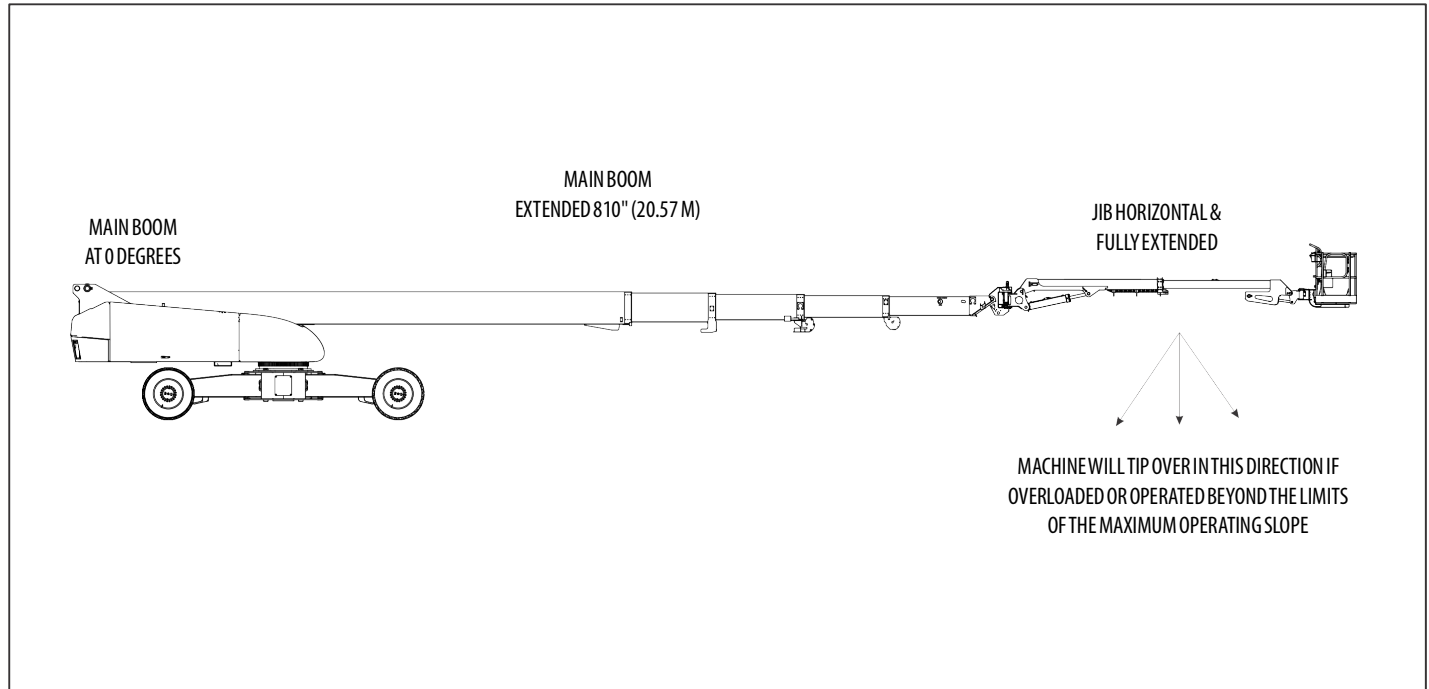 MAIN BOOM
AT 0 DEGREES
MAIN BOOM
EXTENDED 810" (20.57 M)
JIB HORIZONTAL &
FULLY EXTENDED
MACHINE WILL TIP OVER IN THIS DIRECTION IF
OVERLOADED OR OPERATED BEYOND THE LIMITS
OF THE MAXIMUM OPERATING SLOPE